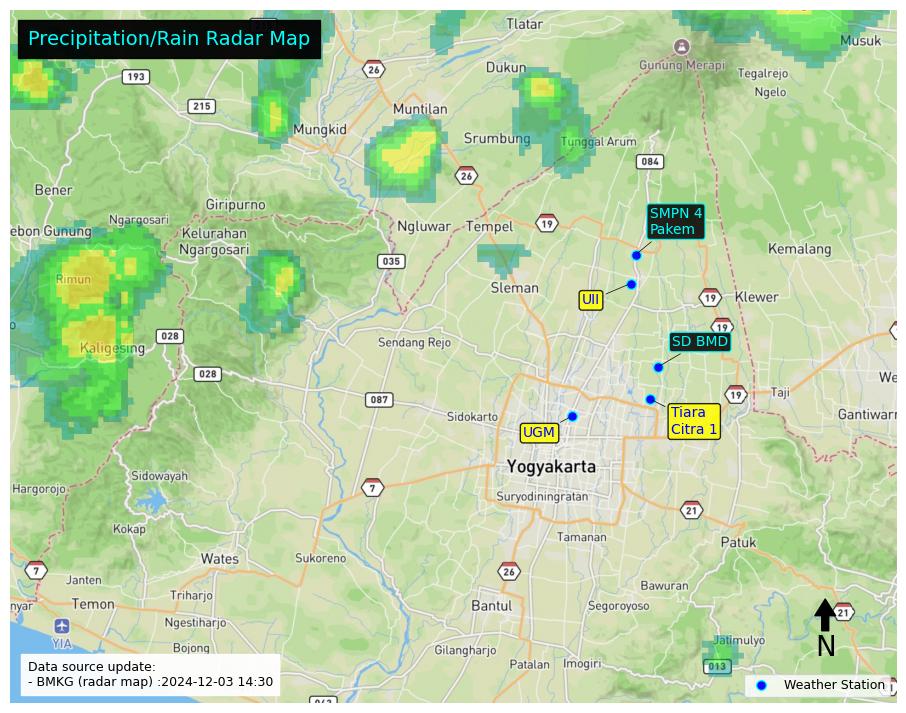 Precipitation/Rain Radar Map
Tlatar
Musuk
26
193
Dukun
Gunung Merapi
Tegalrejo
Ngelo
215
Muntilan
Mungkid
Srumbung
Tunggal Arum
084
26
Bener
Giripurno
SMPN 4
Pakem
Ngargosari
Ngluwar
Tempel
19
ebon Gunung
Kelurahan
Ngargosari
Kemalang
035
Rimun
Sleman
UII
19
Klewer
19
Kaligesing
028
Sendang Rejo
SD BMD
028
We
087
19
Taji
Sidokarto
Tiara
Citra 1
Gantiwarn
UGM
Yogyakarta
Sidowayah
Hargorojo
7
Suryodiningratan
21
Kokap
Tamanan
Patuk
Wates
Sukoreno
7
Janten
26
Bawuran
nyar
Temon
Triharjo
Bantul
Segoroyoso
21
Ngestiharjo
YIA
N
Jatimulyo
Bojong
Gilangharjo
Patalan
Imogiri
013
Data source update:
- BMKG (radar map) :2024-12-03 14:30
Weather Station